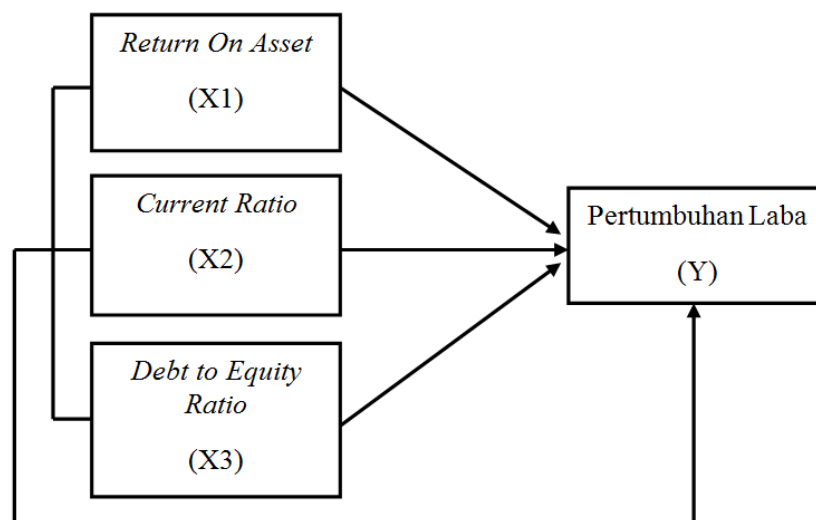 Return On Asset
(X1)
Current Ratio
(X2)
Debt to Equity
Ratio
(X3)
Pertumbuhan Laba
(Y)